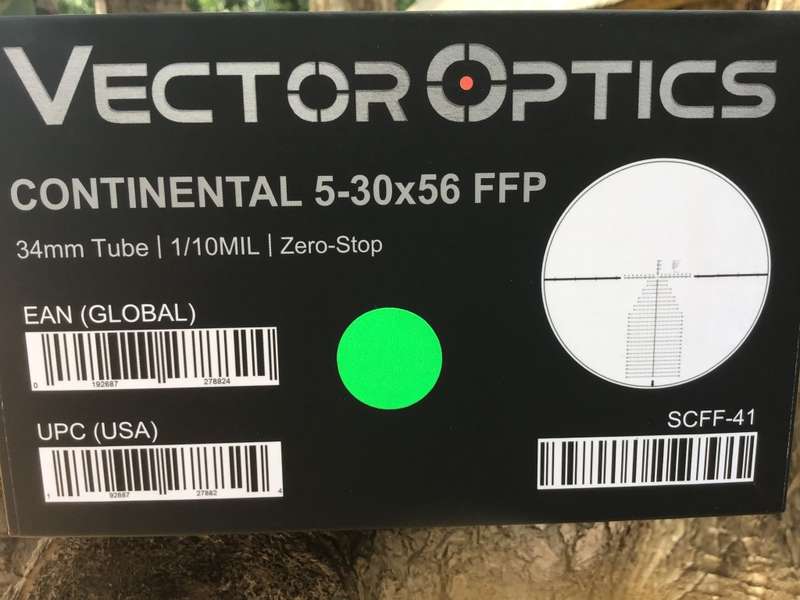 VECTOR OPTICS
CONTINENTAL 5-30x56 FFP
34mm Tube | 1/10MIL | Zero-Stop
EAN (GLOBAL)
0 192687 278824
UPC (USA)
1 92687 27882 4
SCFF-41